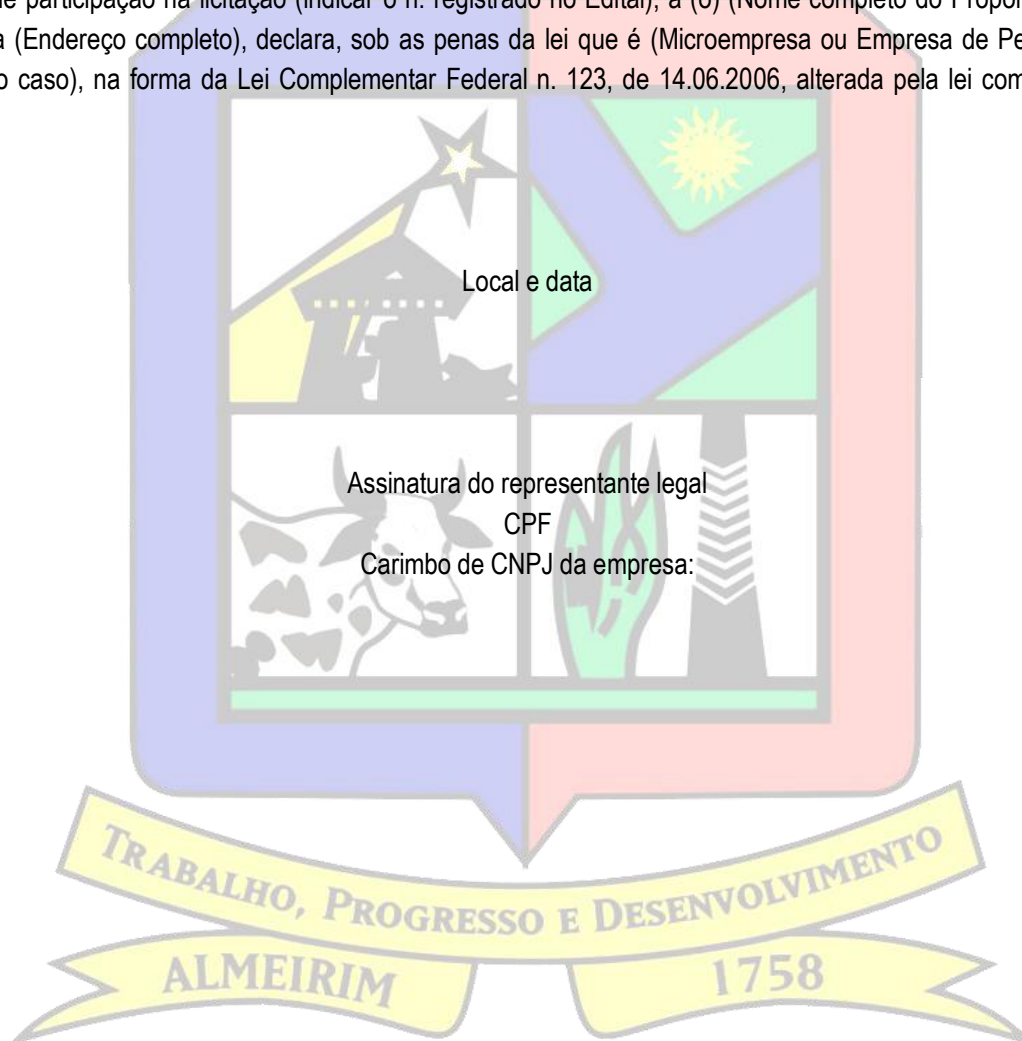 de participação na licitação (indicar o n. registrado no Edital), a (o) (Nome completo do Propon
a (Endereço completo), declara, sob as penas da lei que é (Microempresa ou Empresa de Pe
o caso), na forma da Lei Complementar Federal n. 123, de 14.06.2006, alterada pela lei com
Local e data
Assinatura do representante legal
CPF
Carimbo de CNPJ da empresa:
TRABALHO, PROGRESSO E DESENVOLVIMENTO
ALMEIRIM 1758